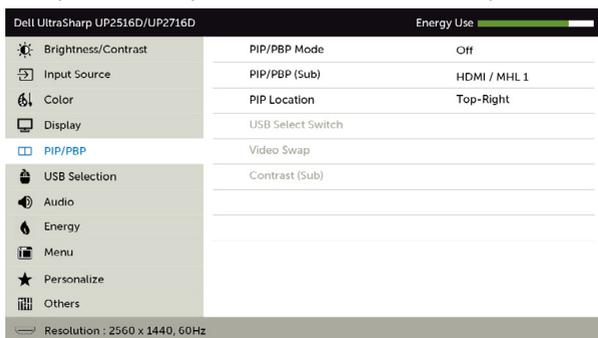 Dell UltraSharp UP2516D/UP2716D Energy Use
Brightness/Contrast PIP/PBP Mode Off
Input Source PIP/PBP (Sub) HDMI / MHL 1
Color PIP Location Top-Right
Display USB Select Switch
PIP/PBP Video Swap
USB Selection Contrast (Sub)
Audio
Energy
Menu
Personalize
Others
Resolution : 2560 x 1440, 60Hz